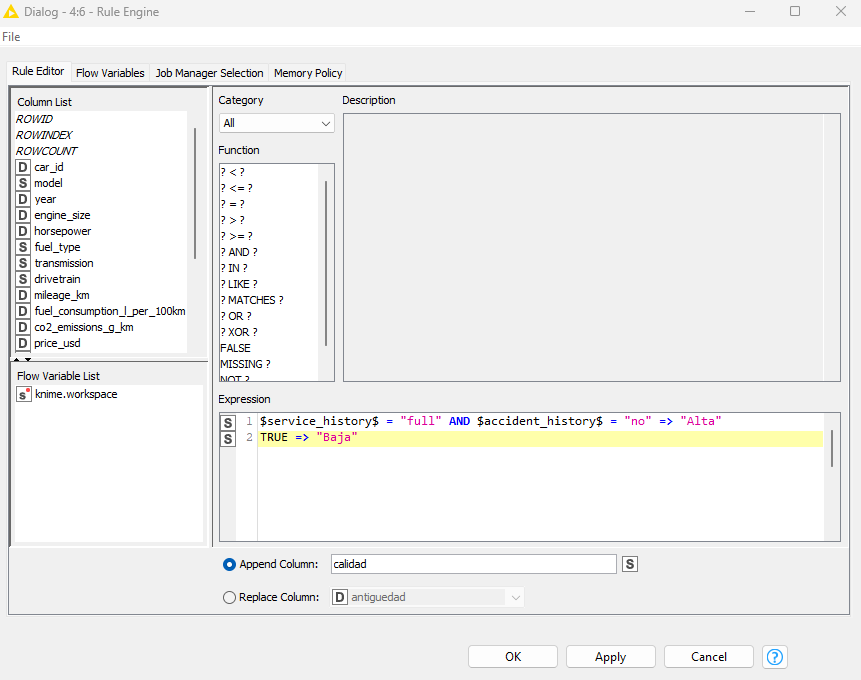 Dialog - 4:6 - Rule Engine
File
Rule Editor Flow Variables Job Manager Selection Memory Policy
Column List
ROWID
ROWINDEX
ROWCOUNT
D car_id
S model
D year
D engine_size
D horsepower
S fuel_type
S transmission
S drivetrain
D mileage_km
D fuel_consumption_l_per_100km
D co2_emissions_g_km
D price_usd
Flow Variable List
s knime.workspace
Category
All
Function
? < ?
? <= ?
? = ?
? > ?
? >= ?
? AND ?
? IN ?
? LIKE ?
? MATCHES ?
? OR ?
? XOR ?
FALSE
MISSING ?
NOT ?
Description
Expression
S 1 $service_history$ = "full" AND $accident_history$ = "no" => "Alta"
S 2 TRUE => "Baja"
Append Column: calidad S
Replace Column: D antiguedad
OK Apply Cancel ?